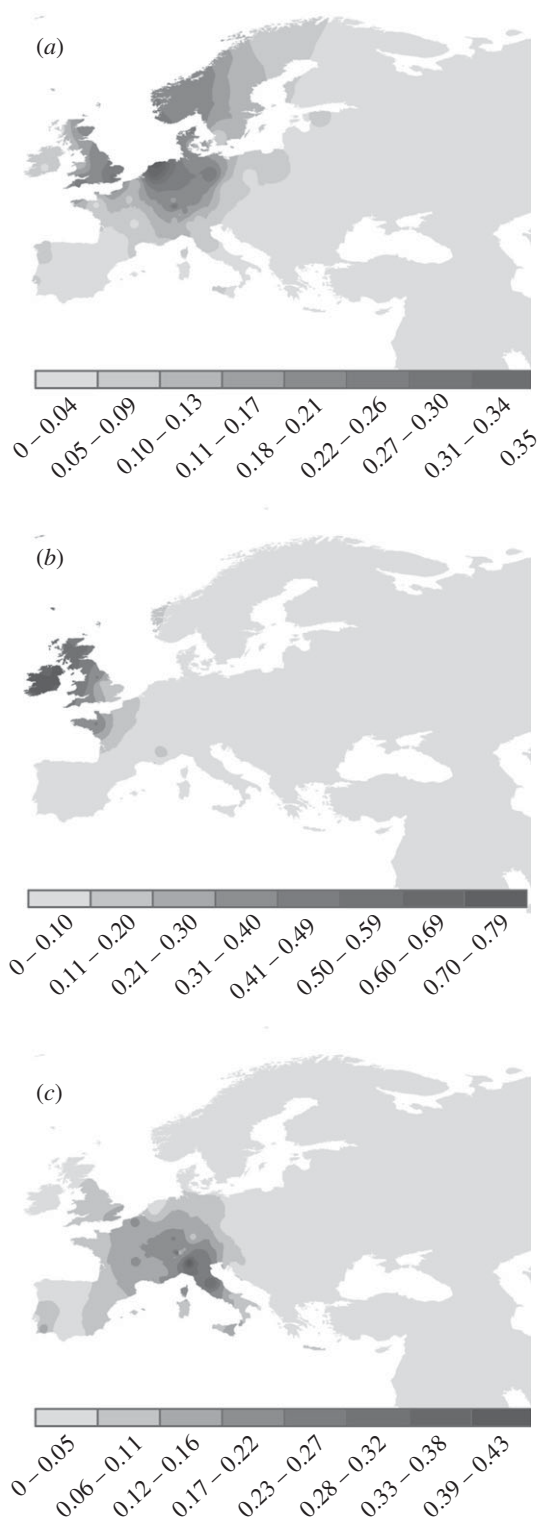 (a)
0 – 0.04
0.05 – 0.09
0.10 – 0.13
0.11 – 0.17
0.18 – 0.21
0.22 – 0.26
0.27 – 0.30
0.31 – 0.34
0.35
(b)
0 – 0.10
0.11 – 0.20
0.21 – 0.30
0.31 – 0.40
0.41 – 0.49
0.50 – 0.59
0.60 – 0.69
0.70 – 0.79
(c)
0 – 0.05
0.06 – 0.11
0.12 – 0.16
0.17 – 0.22
0.23 – 0.27
0.28 – 0.32
0.33 – 0.38
0.39 – 0.43